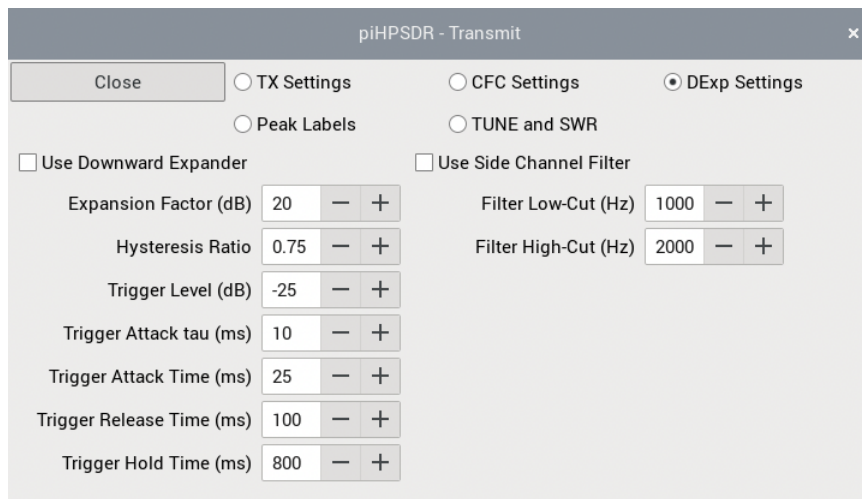 piHPSDR - Transmit ×
Close TX Settings CFC Settings DExp Settings
Peak Labels TUNE and SWR
Use Downward Expander Use Side Channel Filter
Expansion Factor (dB) 20 − + Filter Low-Cut (Hz) 1000 − +
Hysteresis Ratio 0.75 − + Filter High-Cut (Hz) 2000 − +
Trigger Level (dB) -25 − +
Trigger Attack tau (ms) 10 − +
Trigger Attack Time (ms) 25 − +
Trigger Release Time (ms) 100 − +
Trigger Hold Time (ms) 800 − +